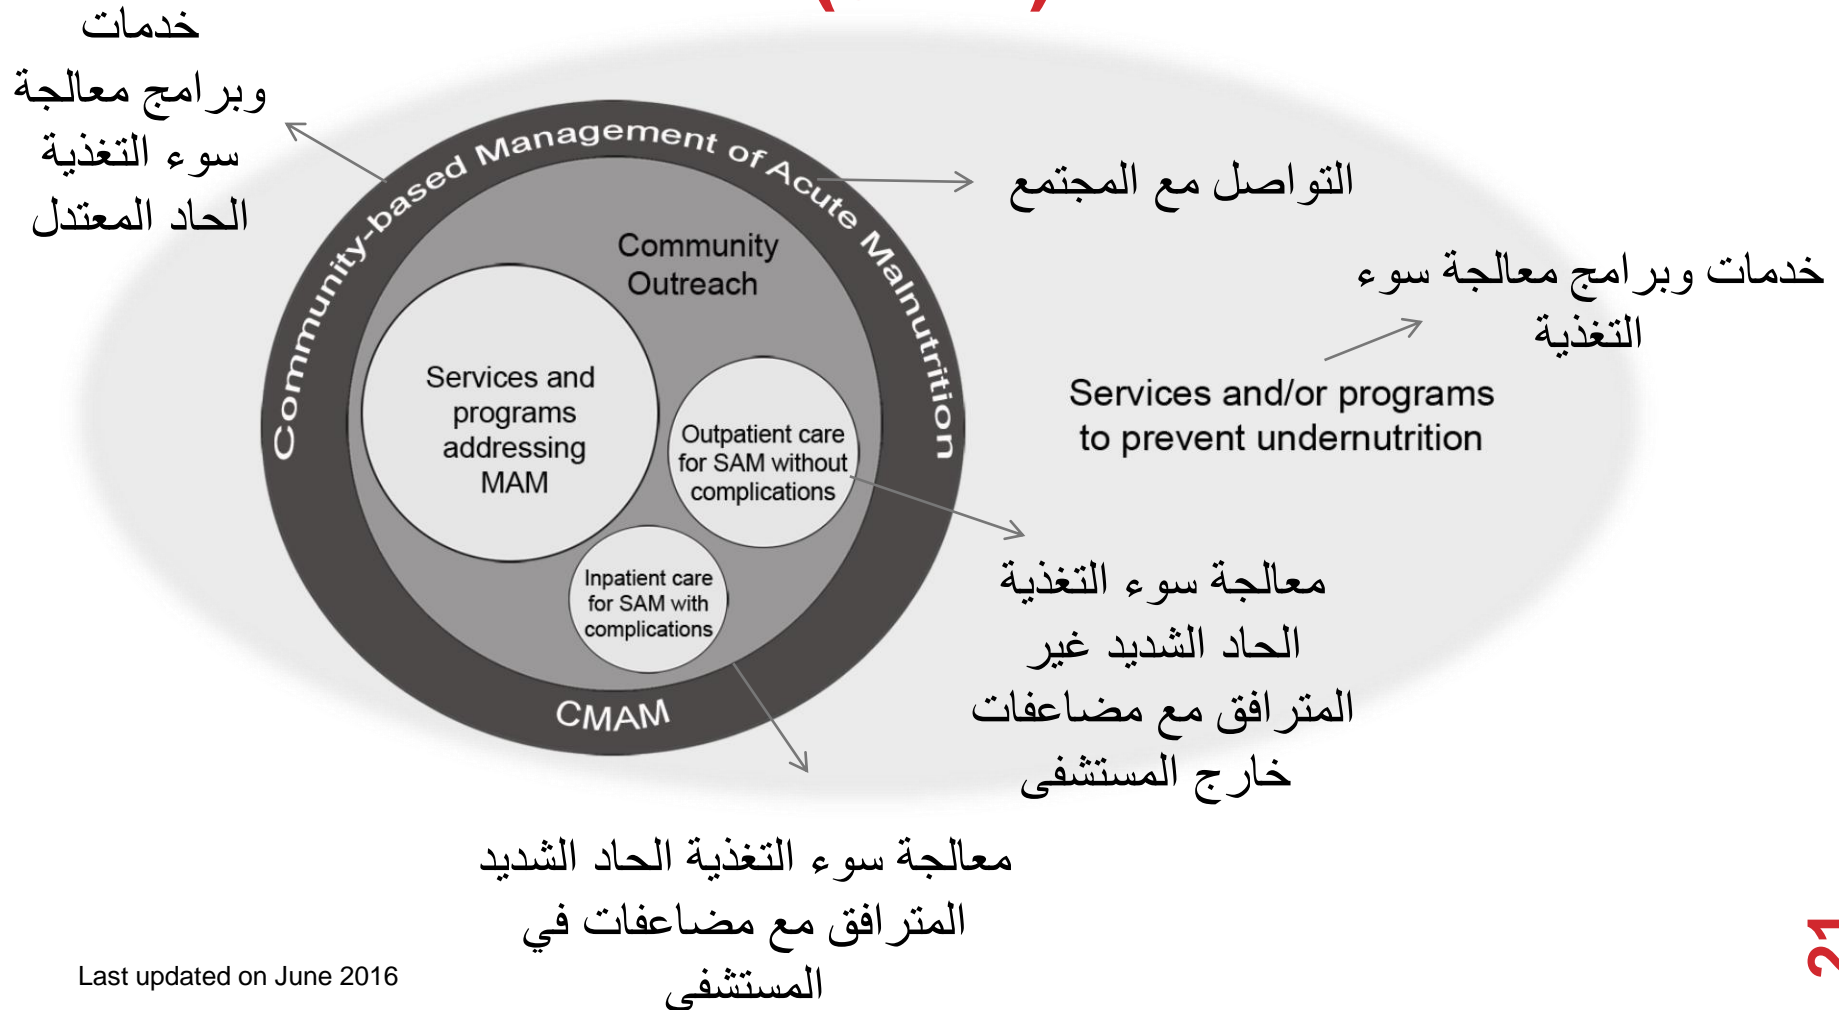 خدمات
وبرامج معالجة
سوء التغذية
الحاد المعتدل
Community-based Management of Acute Malnutrition
التواصل مع المجتمع
Community
Outreach
خدمات وبرامج معالجة سوء
التغذية
Services and
programs
addressing
MAM
Services and/or programs
to prevent undernutrition
Outpatient care
for SAM without
complications
Inpatient care
for SAM with
complications
معالجة سوء التغذية
الحاد الشديد غير
المترافق مع مضاعفات
خارج المستشفى
CMAM
معالجة سوء التغذية الحاد الشديد
المترافق مع مضاعفات في
المستشفى
Last updated on June 2016
21